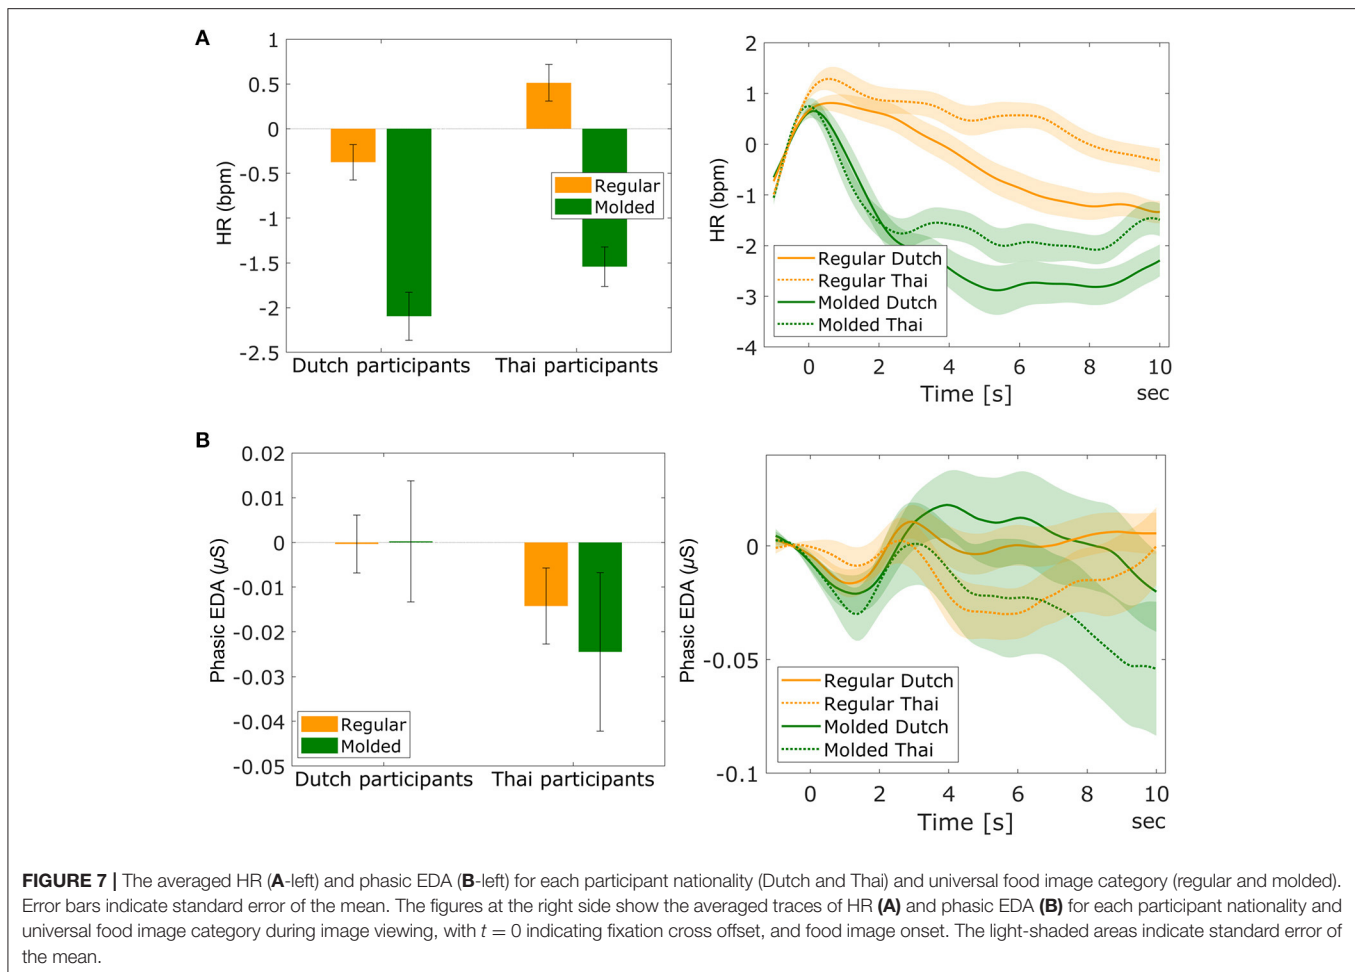 A
1
0.5
0
-0.5
-1
-1.5
-2
-2.5
HR (bpm)
Regular
Molded
Dutch participants
Thai participants
2
1
0
-1
-2
-3
-4
HR (bpm)
Regular Dutch
Regular Thai
Molded Dutch
Molded Thai
0 2 4 6 8 10
Time [s]
sec
B
0.02
0.01
0
-0.01
-0.02
-0.03
-0.04
-0.05
Phasic EDA (µS)
Regular
Molded
Dutch participants
Thai participants
0
-0.05
-0.1
Phasic EDA (µS)
Regular Dutch
Regular Thai
Molded Dutch
Molded Thai
0 2 4 6 8 10
Time [s]
sec
FIGURE 7 | The averaged HR (A-left) and phasic EDA (B-left) for each participant nationality (Dutch and Thai) and universal food image category (regular and molded).
Error bars indicate standard error of the mean. The figures at the right side show the averaged traces of HR (A) and phasic EDA (B) for each participant nationality and
universal food image category during image viewing, with t = 0 indicating fixation cross offset, and food image onset. The light-shaded areas indicate standard error of
the mean.